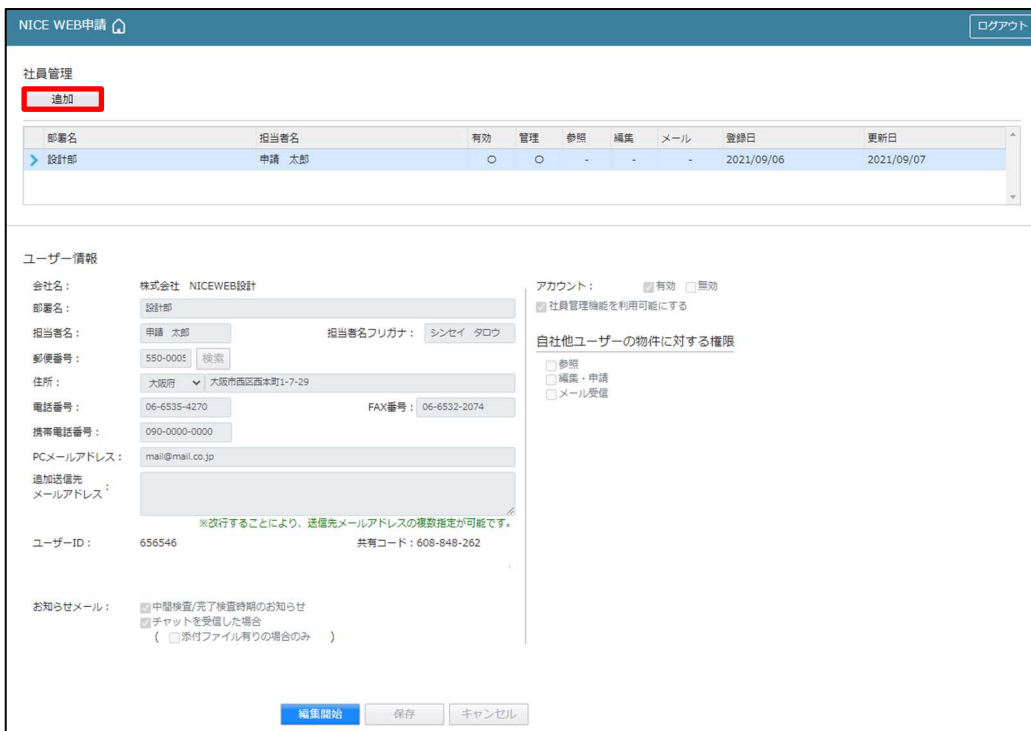 NICE WEB申請 ログアウト
社員管理
追加
部署名 担当者名 有効 管理 参照 編集 メール 登録日 更新日
設計部 申請 太郎 ○ ○ - - - 2021/09/06 2021/09/07
ユーザー情報
会社名： 株式会社 NICEWEB設計
部署名： 設計部
担当者名： 申請 太郎 担当者名フリガナ： シンセイ タロウ
郵便番号： 550-0005 検索
住所： 大阪府 大阪市西区西本町1-7-29
電話番号： 06-6535-4270 FAX番号： 06-6532-2074
携帯電話番号： 090-0000-0000
PCメールアドレス： mail@mail.co.jp
追加送信先
メールアドレス：
※改行することにより、送信先メールアドレスの複数指定が可能です。
ユーザーID： 656546 共有コード：608-848-262
お知らせメール： 中間検査/完了検査時期のお知らせ
チャットを受信した場合
( 添付ファイル有りの場合のみ )
アカウント： 有効 無効
社員管理機能を利用可能にする
自社他ユーザーの物件に対する権限
参照
編集・申請
メール受信
編集開始 保存 キャンセル